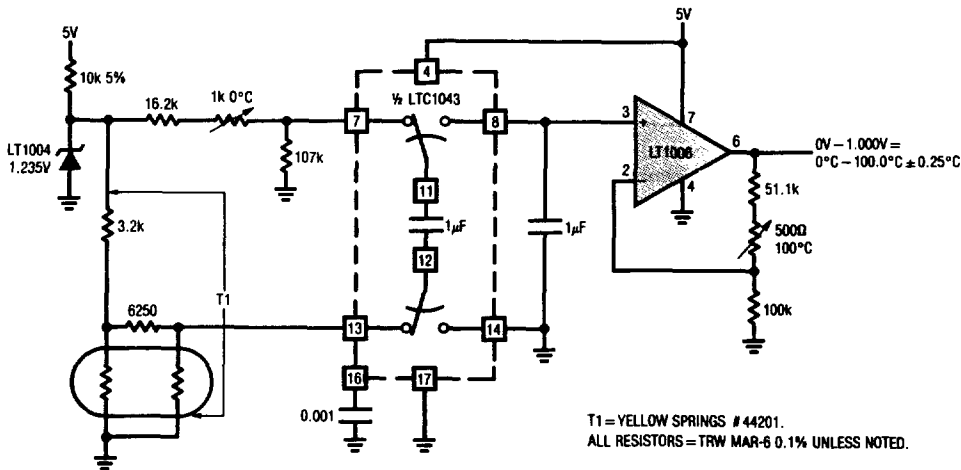 5V
5V
10k 5%
4
16.2k
1k 0°C
½ LTC1043
7
8
3
7
LT1004
1.235V
107k
LT1006
6
0V – 1.000V =
0°C – 100.0°C ± 0.25°C
2
4
11
51.1k
3.2k
1µF
1µF
500Ω
100°C
12
T1
6250
100k
13
14
16
17
0.001
T1 = YELLOW SPRINGS #44201.
ALL RESISTORS = TRW MAR-6 0.1% UNLESS NOTED.